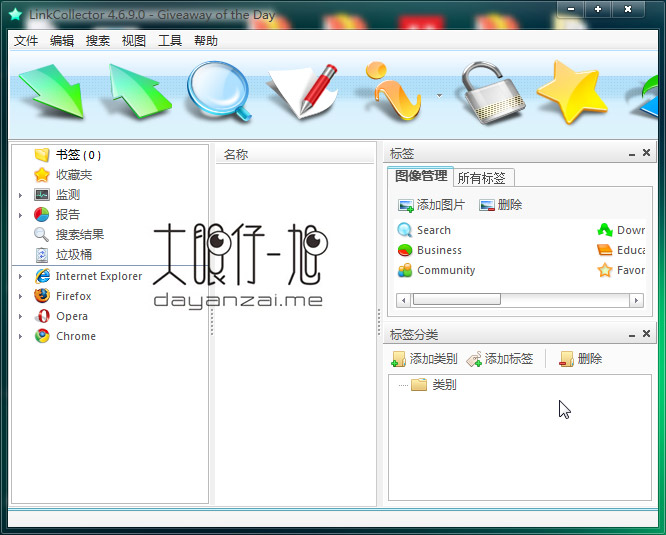 LinkCollector 4.6.9.0 - Giveaway of the Day
文件 编辑 搜索 视图 工具 帮助
书签 ( 0 )
收藏夹
监测
报告
搜索结果
垃圾桶
Internet Explorer
Firefox
Opera
Chrome
名称
大眼仔~旭
dayanzai.me
标签
图像管理 所有标签
添加图片 删除
Search Down
Business Educa
Community Favor
标签分类
添加类别 添加标签 删除
类别